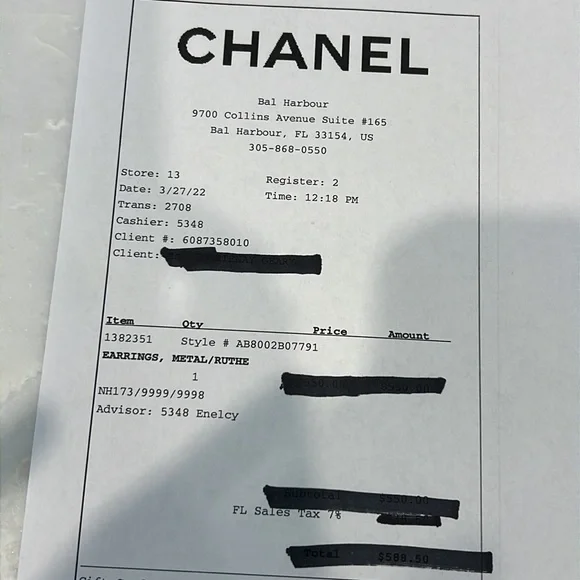 CHANEL
Bal Harbour
9700 Collins Avenue Suite #165
Bal Harbour, FL 33154, US
305-868-0550
Store: 13 Register: 2
Date: 3/27/22 Time: 12:18 PM
Trans: 2708
Cashier: 5348
Client #: 6087358010
Client:
Item Qty Price Amount
1382351 Style # AB8002B07791
EARRINGS, METAL/RUTHE
1
NH173/9999/9998
Advisor: 5348 Enelcy
Subtotal $550.00
FL Sales Tax 7%
Total $588.50